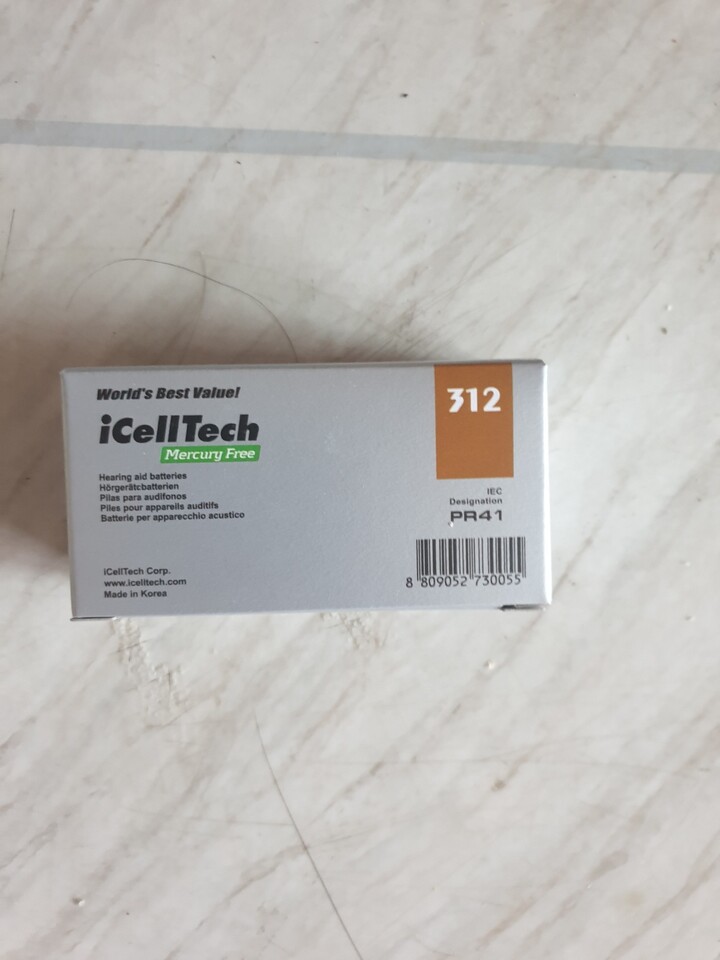 World's Best Value!
iCellTech
Mercury Free
Hearing aid batteries
Hörgerätebatterien
Pilas para audifonos
Piles pour appareils auditifs
Batterie per apparecchio acustico
iCellTech Corp.
www.icelltech.com
Made in Korea
312
IEC
Designation
PR41
8 809052 730055